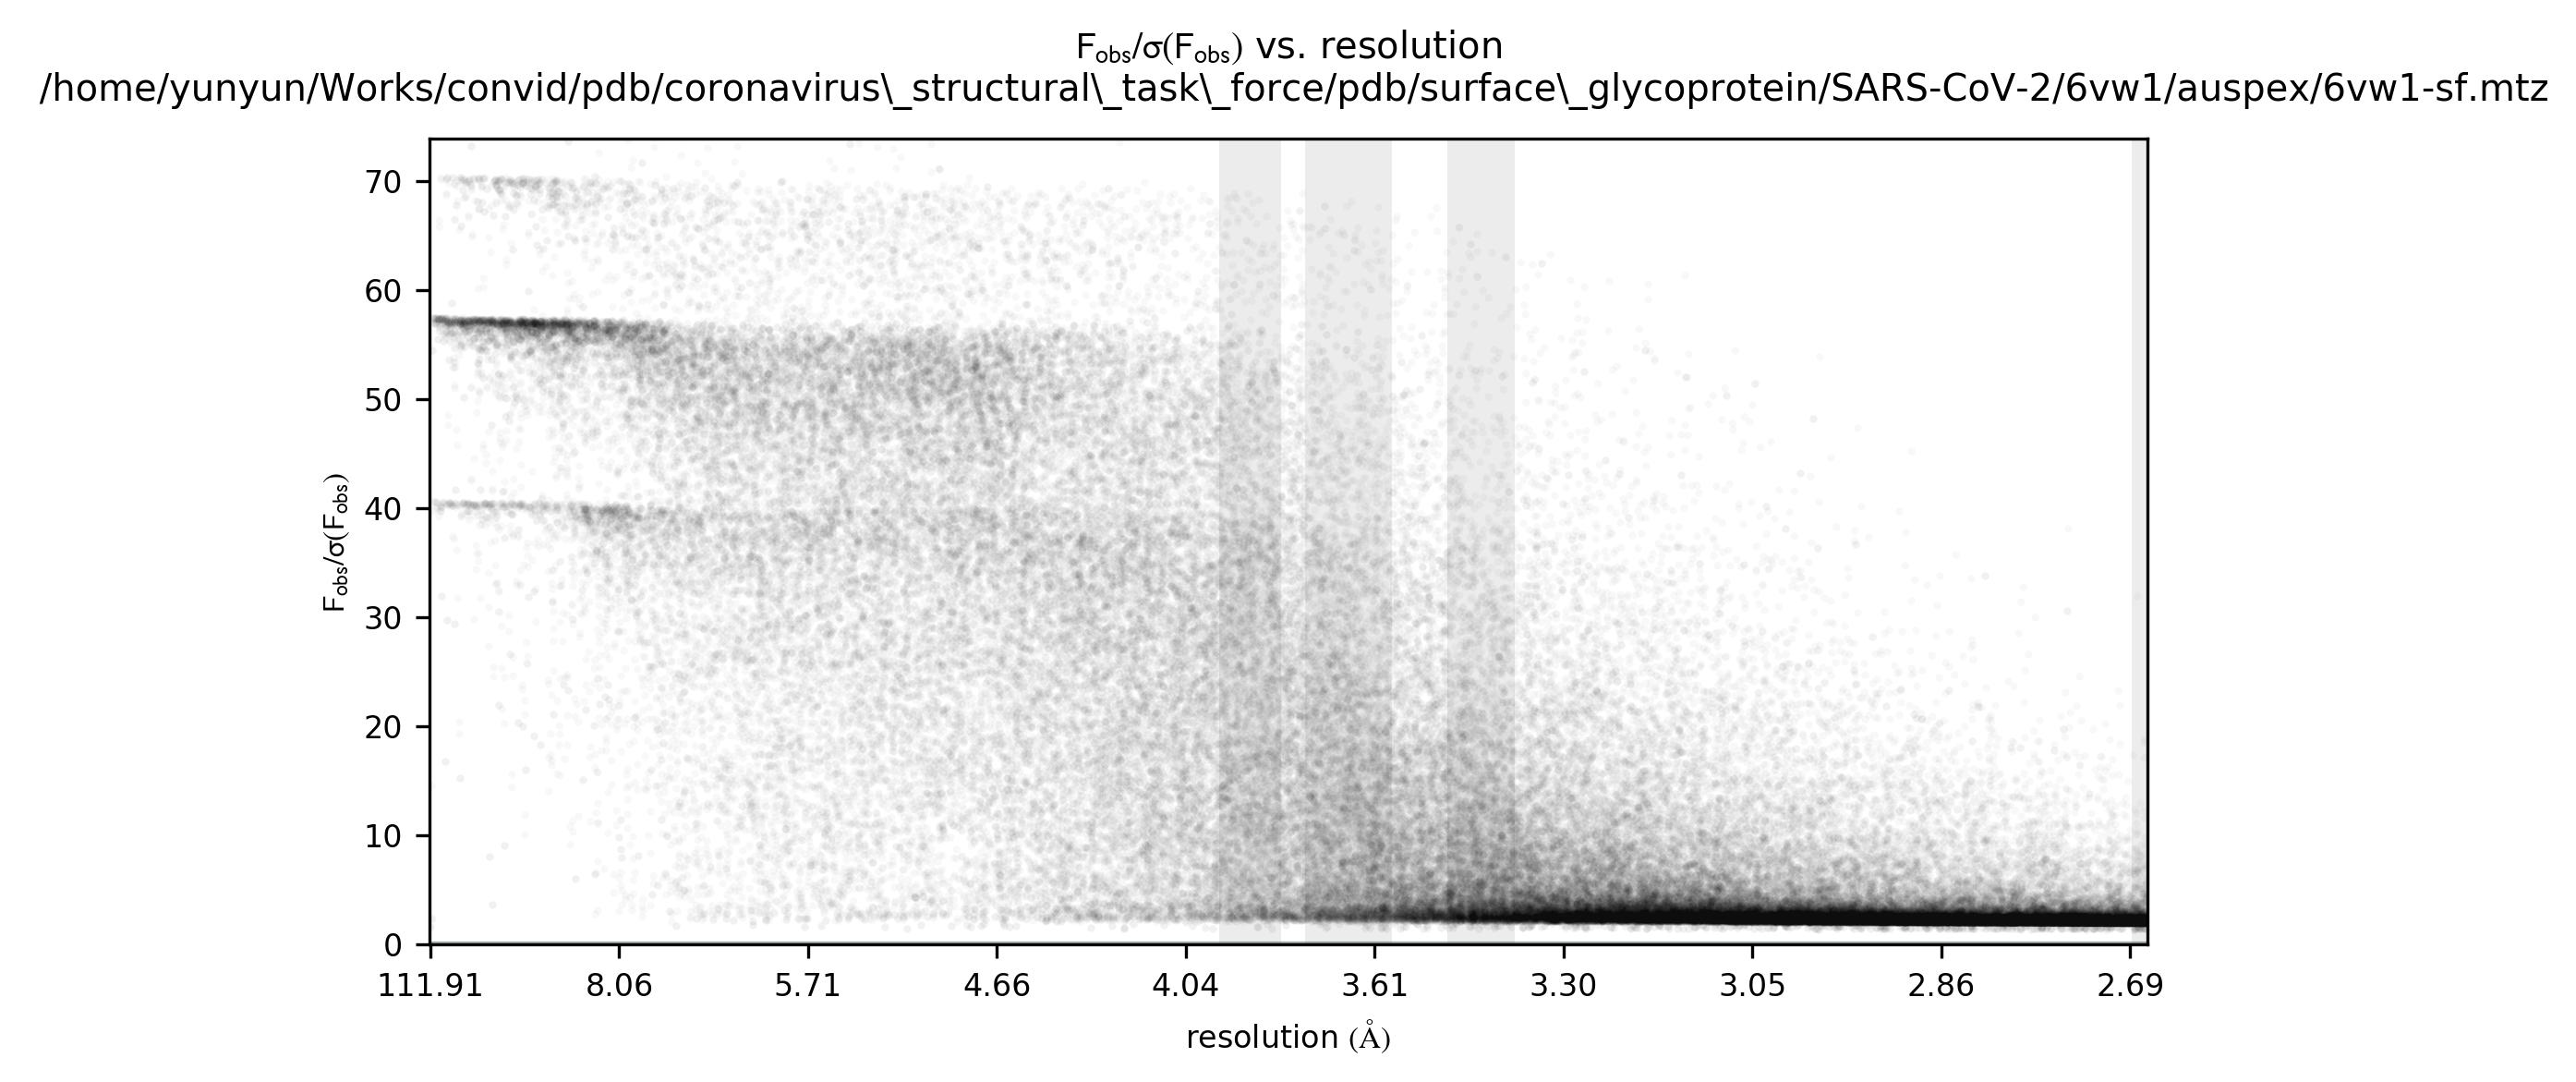 Fobs/σ(Fobs) vs. resolution
/home/yunyun/Works/convid/pdb/coronavirus\_structural\_task\_force/pdb/surface\_glycoprotein/SARS-CoV-2/6vw1/auspex/6vw1-sf.mtz
70
60
50
40
30
20
10
0
Fobs/σ(Fobs)
111.91 8.06 5.71 4.66 4.04 3.61 3.30 3.05 2.86 2.69
resolution (Å)